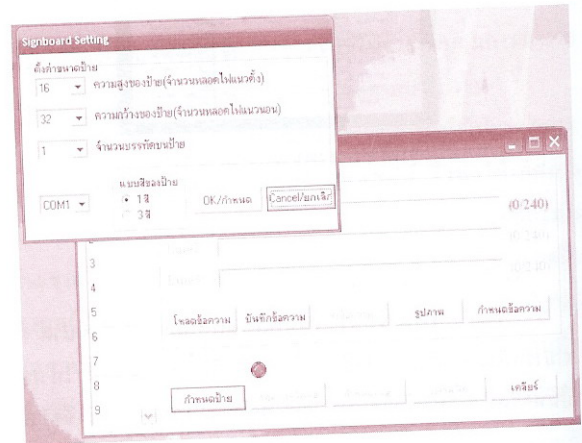 Signboard Setting
ตั้งค่าขนาดป้าย
16 ความสูงของป้าย(จำนวนหลอดไฟแนวตั้ง)
32 ความกว้างของป้าย(จำนวนหลอดไฟแนวนอน)
1 จำนวนบรรทัดบนป้าย
แบบสีของป้าย
COM1 1 สี OK/กำหนด Cancel/ยกเลิก
3 สี
(0/240)
(0/240)
3
(0/240)
4
5 โหลดข้อความ บันทึกข้อความ รูปภาพ กำหนดข้อความ
6
7
8 กำหนดป้าย เคลียร์
9